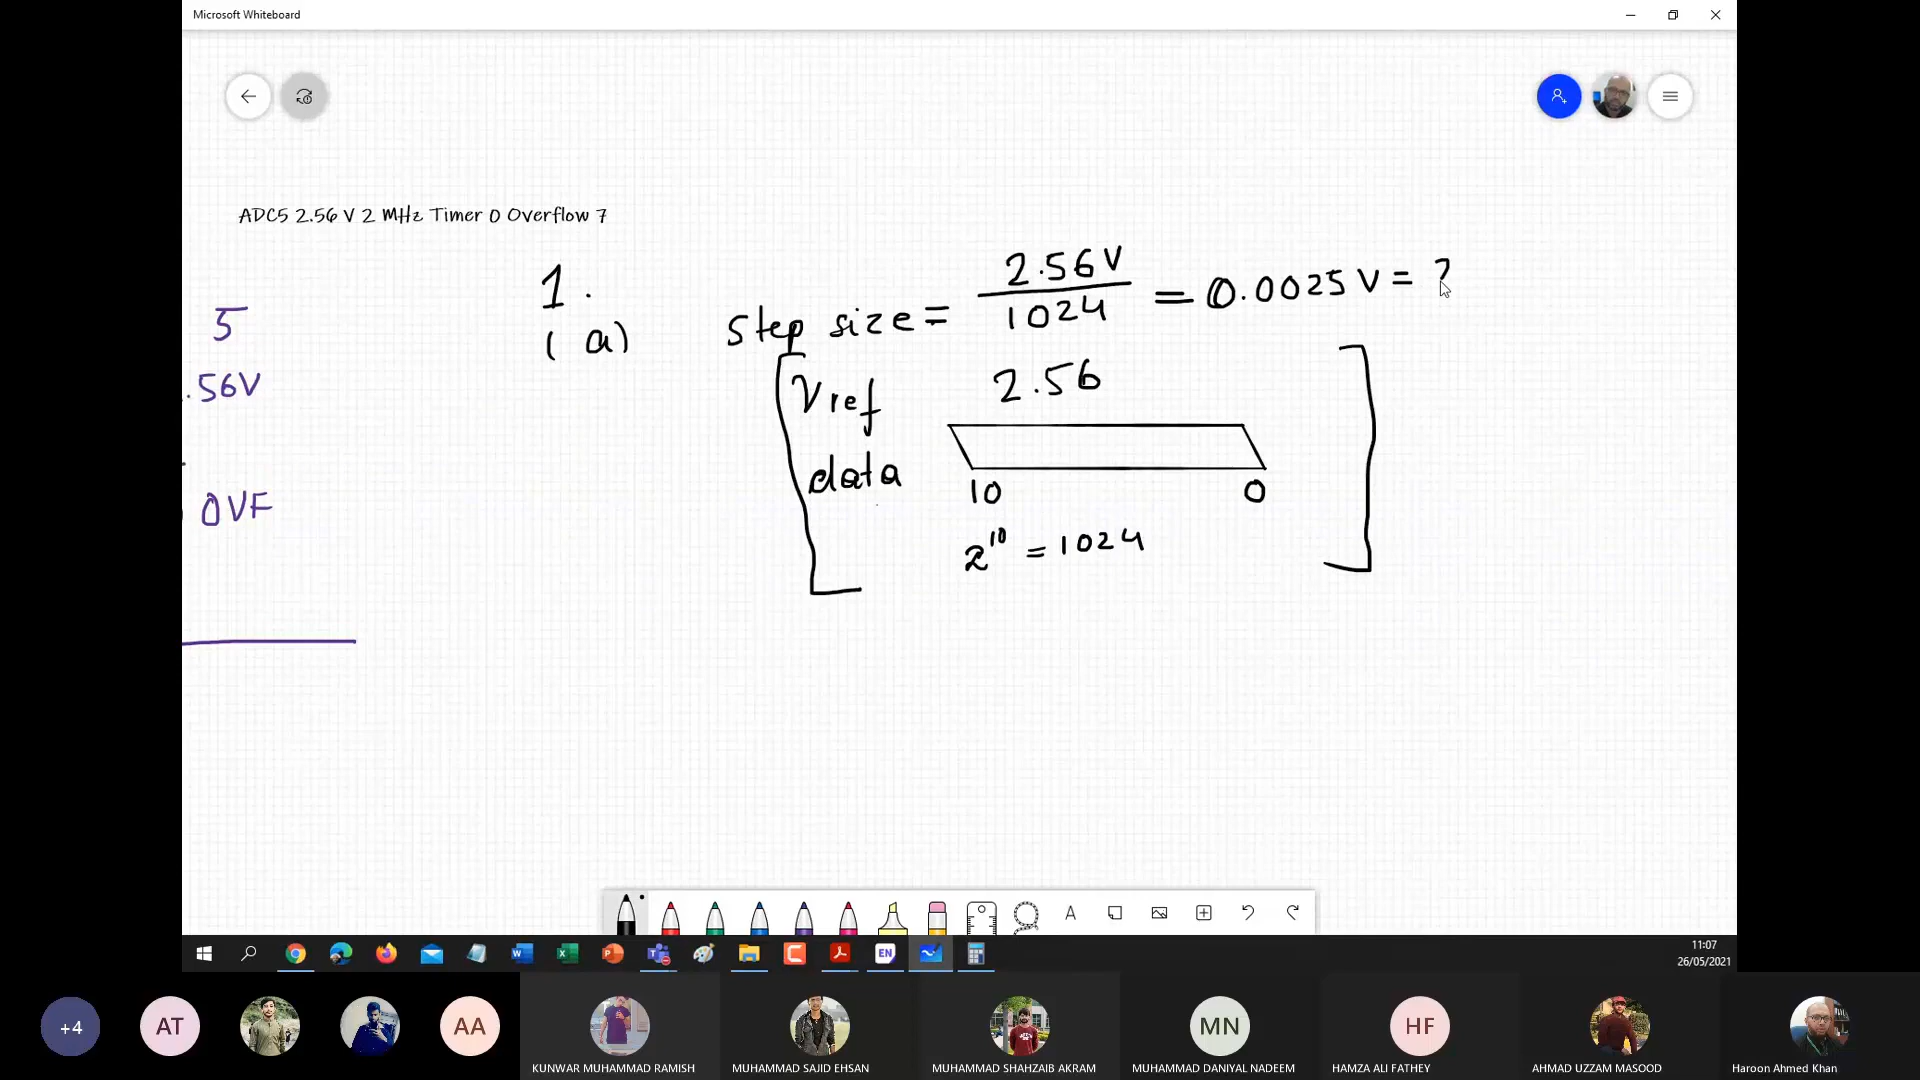 Microsoft Whiteboard
ADC5 2.56 V 2 MHz Timer 0 Overflow 7
5
.56V
OVF
1.
(a)
Step size = 2.56V / 1024 = 0.0025 V = ?
Vref 2.56
data
10 0
2^10 = 1024
A
W
X
P
EN
11:07
26/05/2021
+4
AT
AA
MN
HF
KUNWAR MUHAMMAD RAMISH
MUHAMMAD SAJID EHSAN
MUHAMMAD SHAHZAIB AKRAM
MUHAMMAD DANIYAL NADEEM
HAMZA ALI FATHEY
AHMAD UZZAM MASOOD
Haroon Ahmed Khan